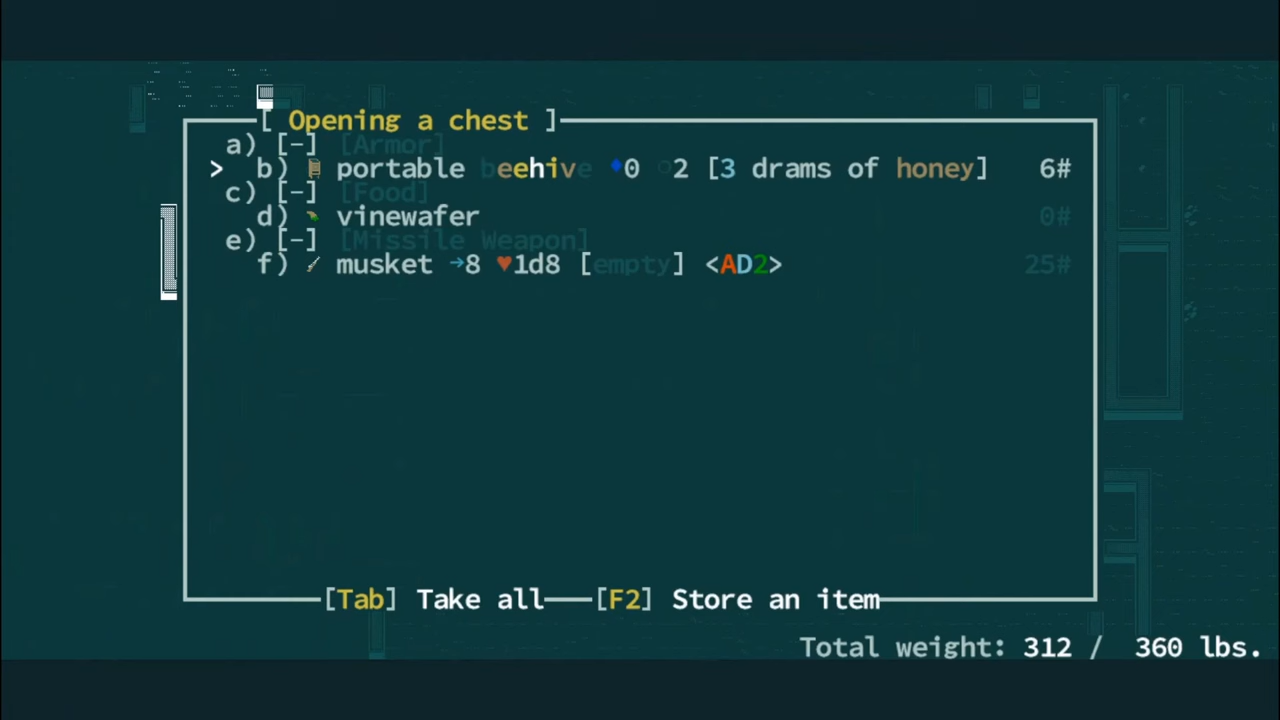 [ Opening a chest ]
a) [-] [Armor]
> b) portable beehive ♦0 ○2 [3 drams of honey] 6#
c) [-] [Food]
d) vinewafer 0#
e) [-] [Missile Weapon]
f) musket →8 ♥1d8 [empty] <AD2> 25#
[Tab] Take all [F2] Store an item
Total weight: 312 / 360 lbs.